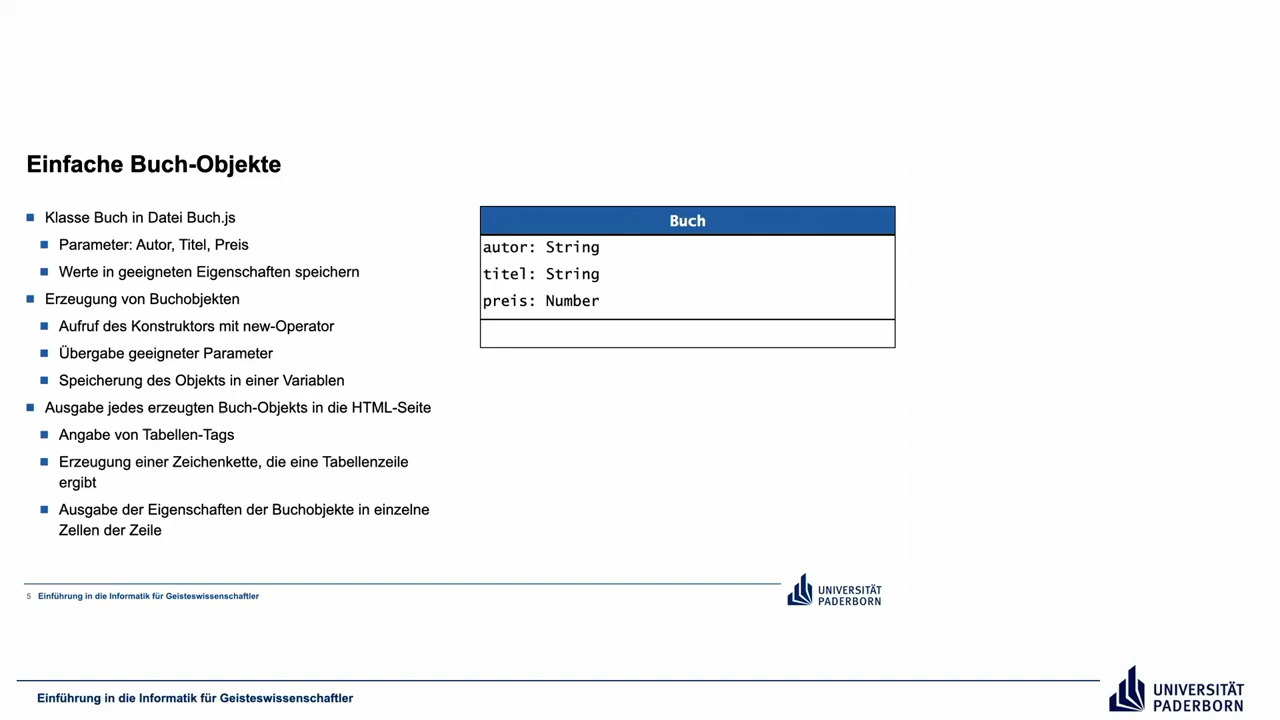 Einfache Buch-Objekte
Klasse Buch in Datei Buch.js
Parameter: Autor, Titel, Preis
Werte in geeigneten Eigenschaften speichern
Erzeugung von Buchobjekten
Aufruf des Konstruktors mit new-Operator
Übergabe geeigneter Parameter
Speicherung des Objekts in einer Variablen
Ausgabe jedes erzeugten Buch-Objekts in die HTML-Seite
Angabe von Tabellen-Tags
Erzeugung einer Zeichenkette, die eine Tabellenzeile
ergibt
Ausgabe der Eigenschaften der Buchobjekte in einzelne
Zellen der Zeile
Buch
autor: String
titel: String
preis: Number
5 Einführung in die Informatik für Geisteswissenschaftler
UNIVERSITÄT
PADERBORN
Einführung in die Informatik für Geisteswissenschaftler
UNIVERSITÄT
PADERBORN